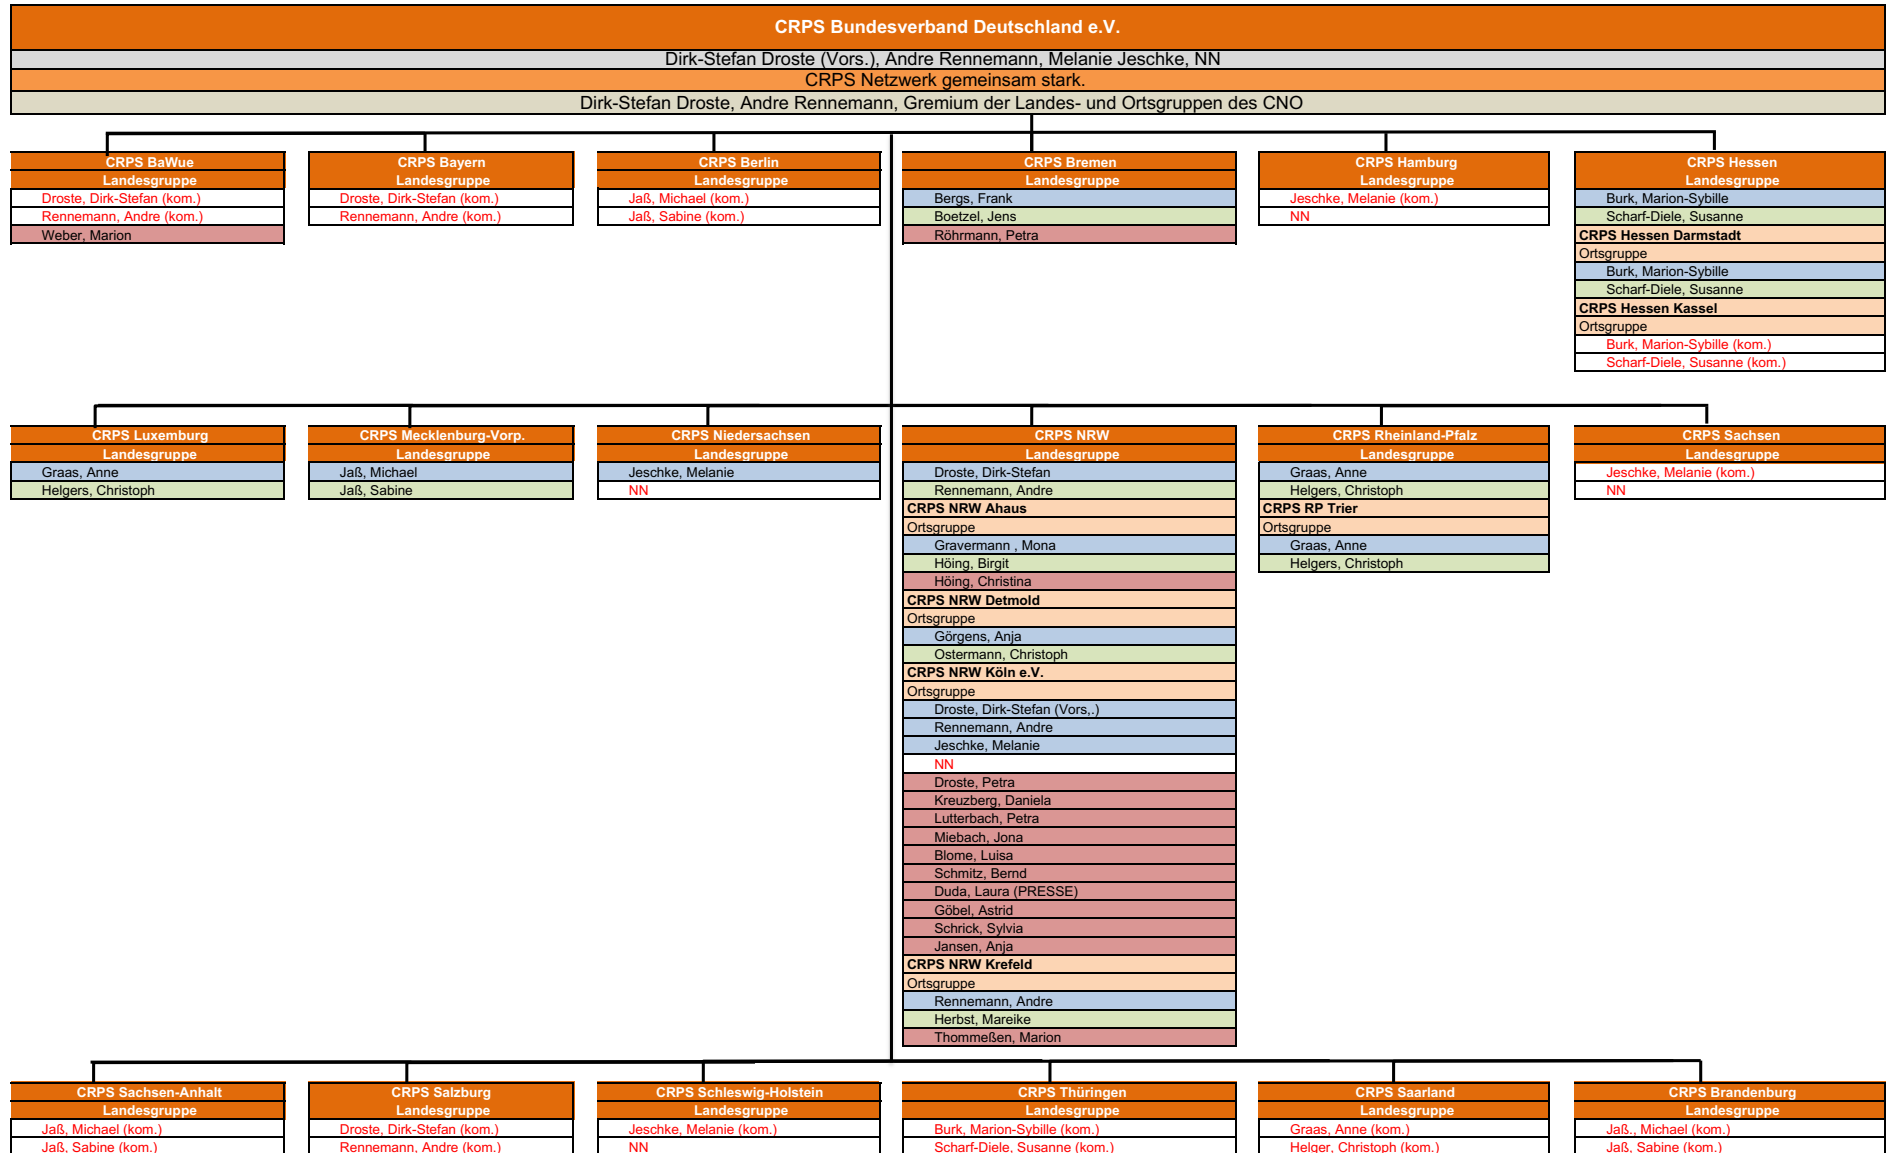 CRPS Bundesverband Deutschland e.V.
Dirk-Stefan Droste (Vors.), Andre Rennemann, Melanie Jeschke, NN
CRPS Netzwerk gemeinsam stark.
Dirk-Stefan Droste, Andre Rennemann, Gremium der Landes- und Ortsgruppen des CNO
CRPS BaWue
Landesgruppe
Droste, Dirk-Stefan (kom.)
Rennemann, Andre (kom.)
Weber, Marion
CRPS Bayern
Landesgruppe
Droste, Dirk-Stefan (kom.)
Rennemann, Andre (kom.)
CRPS Berlin
Landesgruppe
Jaß, Michael (kom.)
Jaß, Sabine (kom.)
CRPS Bremen
Landesgruppe
Bergs, Frank
Boetzel, Jens
Röhrmann, Petra
CRPS Hamburg
Landesgruppe
Jeschke, Melanie (kom.)
NN
CRPS Hessen
Landesgruppe
Burk, Marion-Sybille
Scharf-Diele, Susanne
CRPS Hessen Darmstadt
Ortsgruppe
Burk, Marion-Sybille
Scharf-Diele, Susanne
CRPS Hessen Kassel
Ortsgruppe
Burk, Marion-Sybille (kom.)
Scharf-Diele, Susanne (kom.)
CRPS Luxemburg
Landesgruppe
Graas, Anne
Helgers, Christoph
CRPS Mecklenburg-Vorp.
Landesgruppe
Jaß, Michael
Jaß, Sabine
CRPS Niedersachsen
Landesgruppe
Jeschke, Melanie
NN
CRPS NRW
Landesgruppe
Droste, Dirk-Stefan
Rennemann, Andre
CRPS NRW Ahaus
Ortsgruppe
Gravermann , Mona
Höing, Birgit
Höing, Christina
CRPS NRW Detmold
Ortsgruppe
Görgens, Anja
Ostermann, Christoph
CRPS NRW Köln e.V.
Ortsgruppe
Droste, Dirk-Stefan (Vors,.)
Rennemann, Andre
Jeschke, Melanie
NN
Droste, Petra
Kreuzberg, Daniela
Lutterbach, Petra
Miebach, Jona
Blome, Luisa
Schmitz, Bernd
Duda, Laura (PRESSE)
Göbel, Astrid
Schrick, Sylvia
Jansen, Anja
CRPS NRW Krefeld
Ortsgruppe
Rennemann, Andre
Herbst, Mareike
Thommeßen, Marion
CRPS Rheinland-Pfalz
Landesgruppe
Graas, Anne
Helgers, Christoph
CRPS RP Trier
Ortsgruppe
Graas, Anne
Helgers, Christoph
CRPS Sachsen
Landesgruppe
Jeschke, Melanie (kom.)
NN
CRPS Sachsen-Anhalt
Landesgruppe
Jaß, Michael (kom.)
Jaß, Sabine (kom.)
CRPS Salzburg
Landesgruppe
Droste, Dirk-Stefan (kom.)
Rennemann, Andre (kom.)
CRPS Schleswig-Holstein
Landesgruppe
Jeschke, Melanie (kom.)
NN
CRPS Thüringen
Landesgruppe
Burk, Marion-Sybille (kom.)
Scharf-Diele, Susanne (kom.)
CRPS Saarland
Landesgruppe
Graas, Anne (kom.)
Helger, Christoph (kom.)
CRPS Brandenburg
Landesgruppe
Jaß., Michael (kom.)
Jaß, Sabine (kom.)